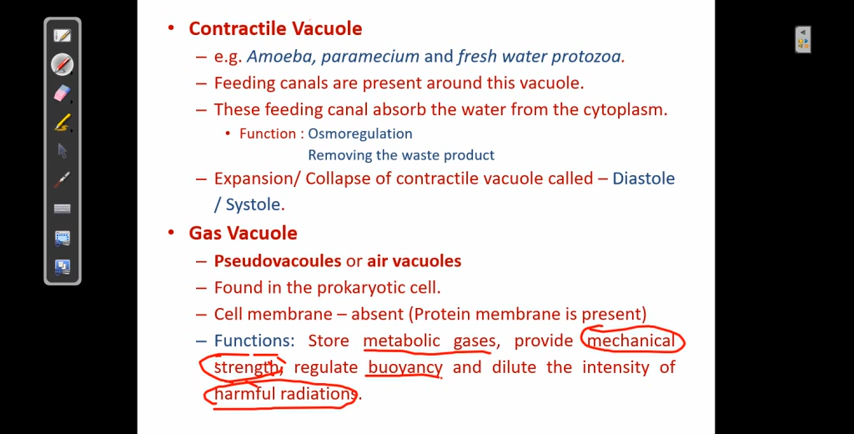 • Contractile Vacuole
– e.g. Amoeba, paramecium and fresh water protozoa.
– Feeding canals are present around this vacuole.
– These feeding canal absorb the water from the cytoplasm.
• Function : Osmoregulation
Removing the waste product
– Expansion/ Collapse of contractile vacuole called – Diastole
/ Systole.
• Gas Vacuole
– Pseudovacoules or air vacuoles
– Found in the prokaryotic cell.
– Cell membrane – absent (Protein membrane is present)
– Functions: Store metabolic gases, provide mechanical
strength, regulate buoyancy and dilute the intensity of
harmful radiations.